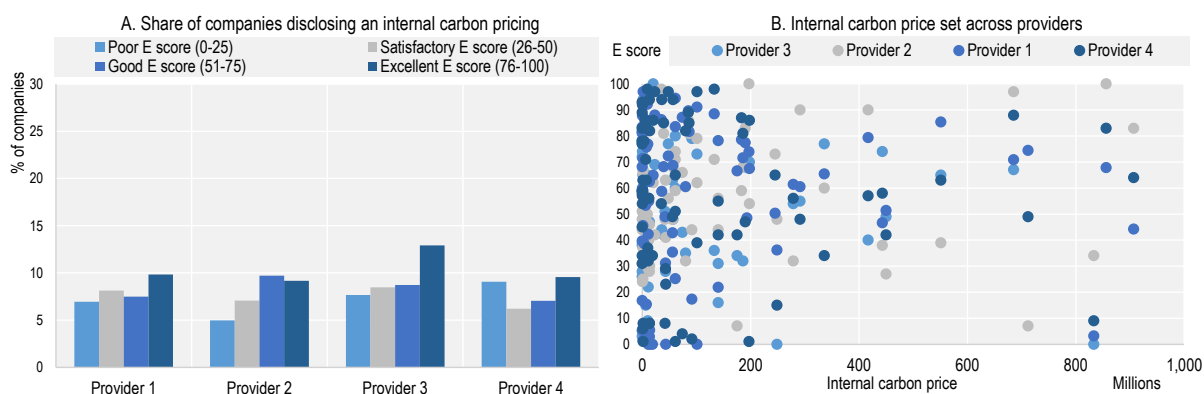 A. Share of companies disclosing an internal carbon pricing
Poor E score (0-25)
Satisfactory E score (26-50)
Good E score (51-75)
Excellent E score (76-100)
% of companies
30
25
20
15
10
5
0
Provider 1
Provider 2
Provider 3
Provider 4
B. Internal carbon price set across providers
E score
Provider 3
Provider 2
Provider 1
Provider 4
100
90
80
70
60
50
40
30
20
10
0
0
200
400
600
800
1,000
Internal carbon price
Millions